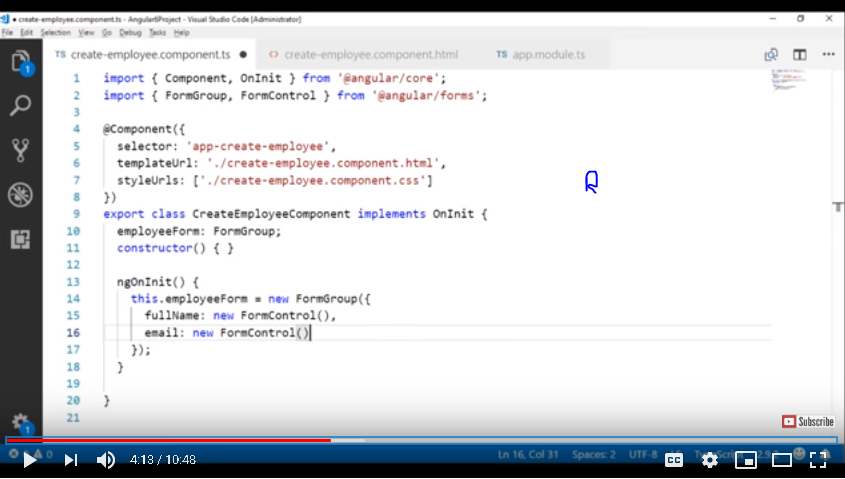 create-employee.component.ts - Angular6Project - Visual Studio Code [Administrator]
File Edit Selection View Go Debug Tasks Help
TS create-employee.component.ts ● <> create-employee.component.html TS app.module.ts
1 import { Component, OnInit } from '@angular/core';
2 import { FormGroup, FormControl } from '@angular/forms';
3
4 @Component({
5 selector: 'app-create-employee',
6 templateUrl: './create-employee.component.html',
7 styleUrls: ['./create-employee.component.css']
8 })
9 export class CreateEmployeeComponent implements OnInit {
10 employeeForm: FormGroup;
11 constructor() { }
12
13 ngOnInit() {
14 this.employeeForm = new FormGroup({
15 fullName: new FormControl(),
16 email: new FormControl()
17 });
18 }
19
20 }
21
Subscribe
4:13 / 10:48
Ln 16, Col 31 Spaces: 2 UTF-8
CC